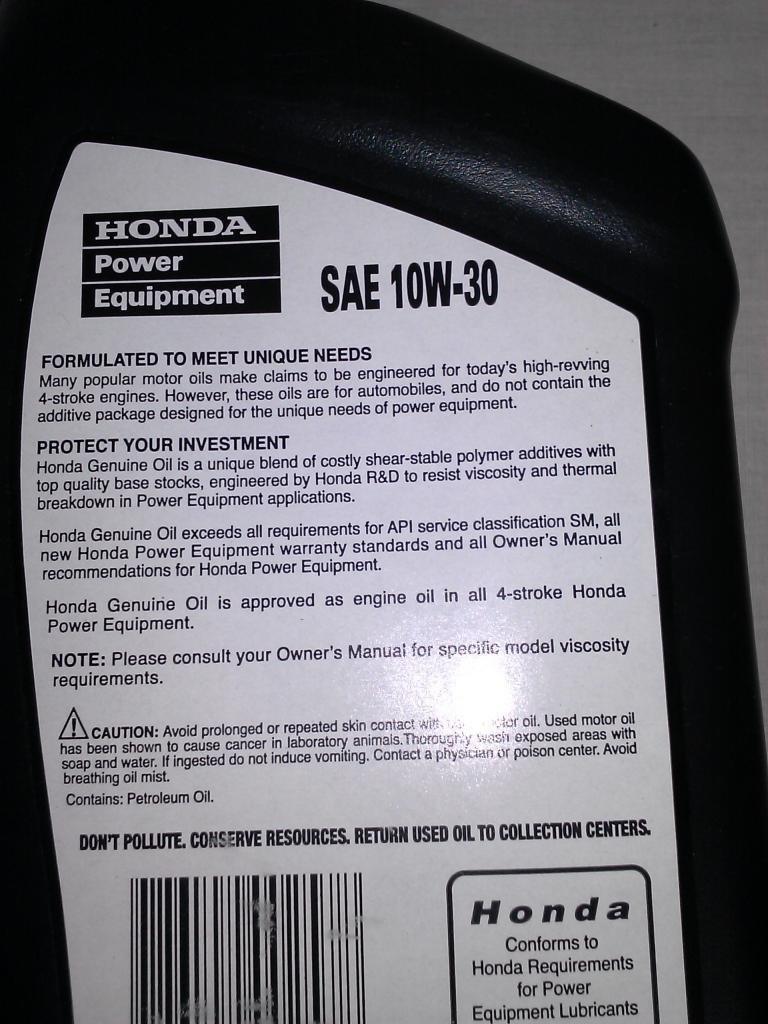 HONDA
Power
Equipment
SAE 10W-30
FORMULATED TO MEET UNIQUE NEEDS
Many popular motor oils make claims to be engineered for today's high-revving
4-stroke engines. However, these oils are for automobiles, and do not contain the
additive package designed for the unique needs of power equipment.
PROTECT YOUR INVESTMENT
Honda Genuine Oil is a unique blend of costly shear-stable polymer additives with
top quality base stocks, engineered by Honda R&D to resist viscosity and thermal
breakdown in Power Equipment applications.
Honda Genuine Oil exceeds all requirements for API service classification SM, all
new Honda Power Equipment warranty standards and all Owner's Manual
recommendations for Honda Power Equipment.
Honda Genuine Oil is approved as engine oil in all 4-stroke Honda
Power Equipment.
NOTE: Please consult your Owner's Manual for specific model viscosity
requirements.
CAUTION: Avoid prolonged or repeated skin contact with oil. Used motor oil
has been shown to cause cancer in laboratory animals.Thoroughly wash exposed areas with
soap and water. If ingested do not induce vomiting. Contact a physician or poison center. Avoid
breathing oil mist.
Contains: Petroleum Oil.
DON'T POLLUTE. CONSERVE RESOURCES. RETURN USED OIL TO COLLECTION CENTERS.
Honda
Conforms to
Honda Requirements
for Power
Equipment Lubricants